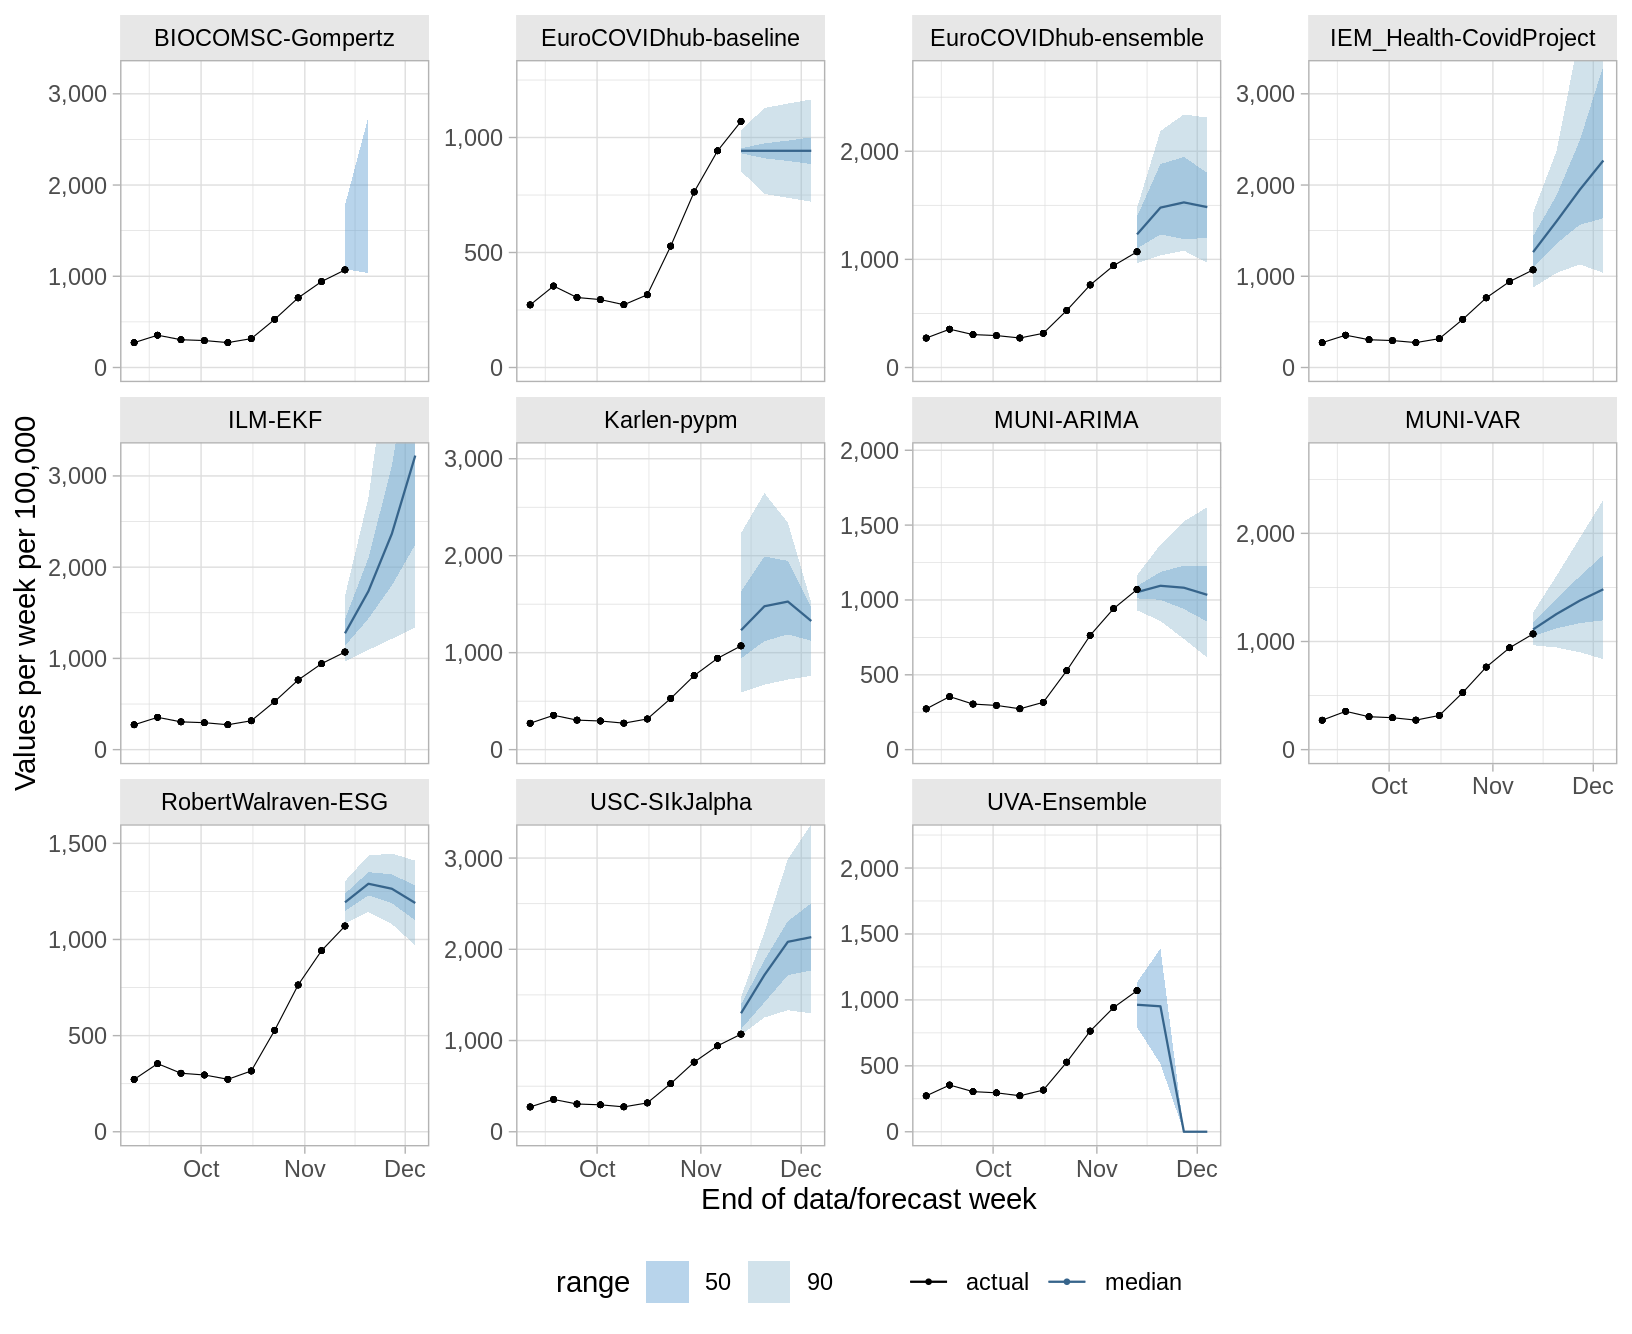 BIOCOMSC-Gompertz
EuroCOVIDhub-baseline
EuroCOVIDhub-ensemble
IEM_Health-CovidProject
3,000
2,000
1,000
0
1,000
500
0
2,000
1,000
0
3,000
2,000
1,000
0
ILM-EKF
Karlen-pypm
MUNI-ARIMA
MUNI-VAR
3,000
2,000
1,000
0
3,000
2,000
1,000
0
2,000
1,500
1,000
500
0
2,000
1,000
0
Oct Nov Dec
RobertWalraven-ESG
USC-SIkJalpha
UVA-Ensemble
1,500
1,000
500
0
3,000
2,000
1,000
0
2,000
1,500
1,000
500
0
Oct Nov Dec
Oct Nov Dec
Oct Nov Dec
Values per week per 100,000
End of data/forecast week
range 50 90 actual median